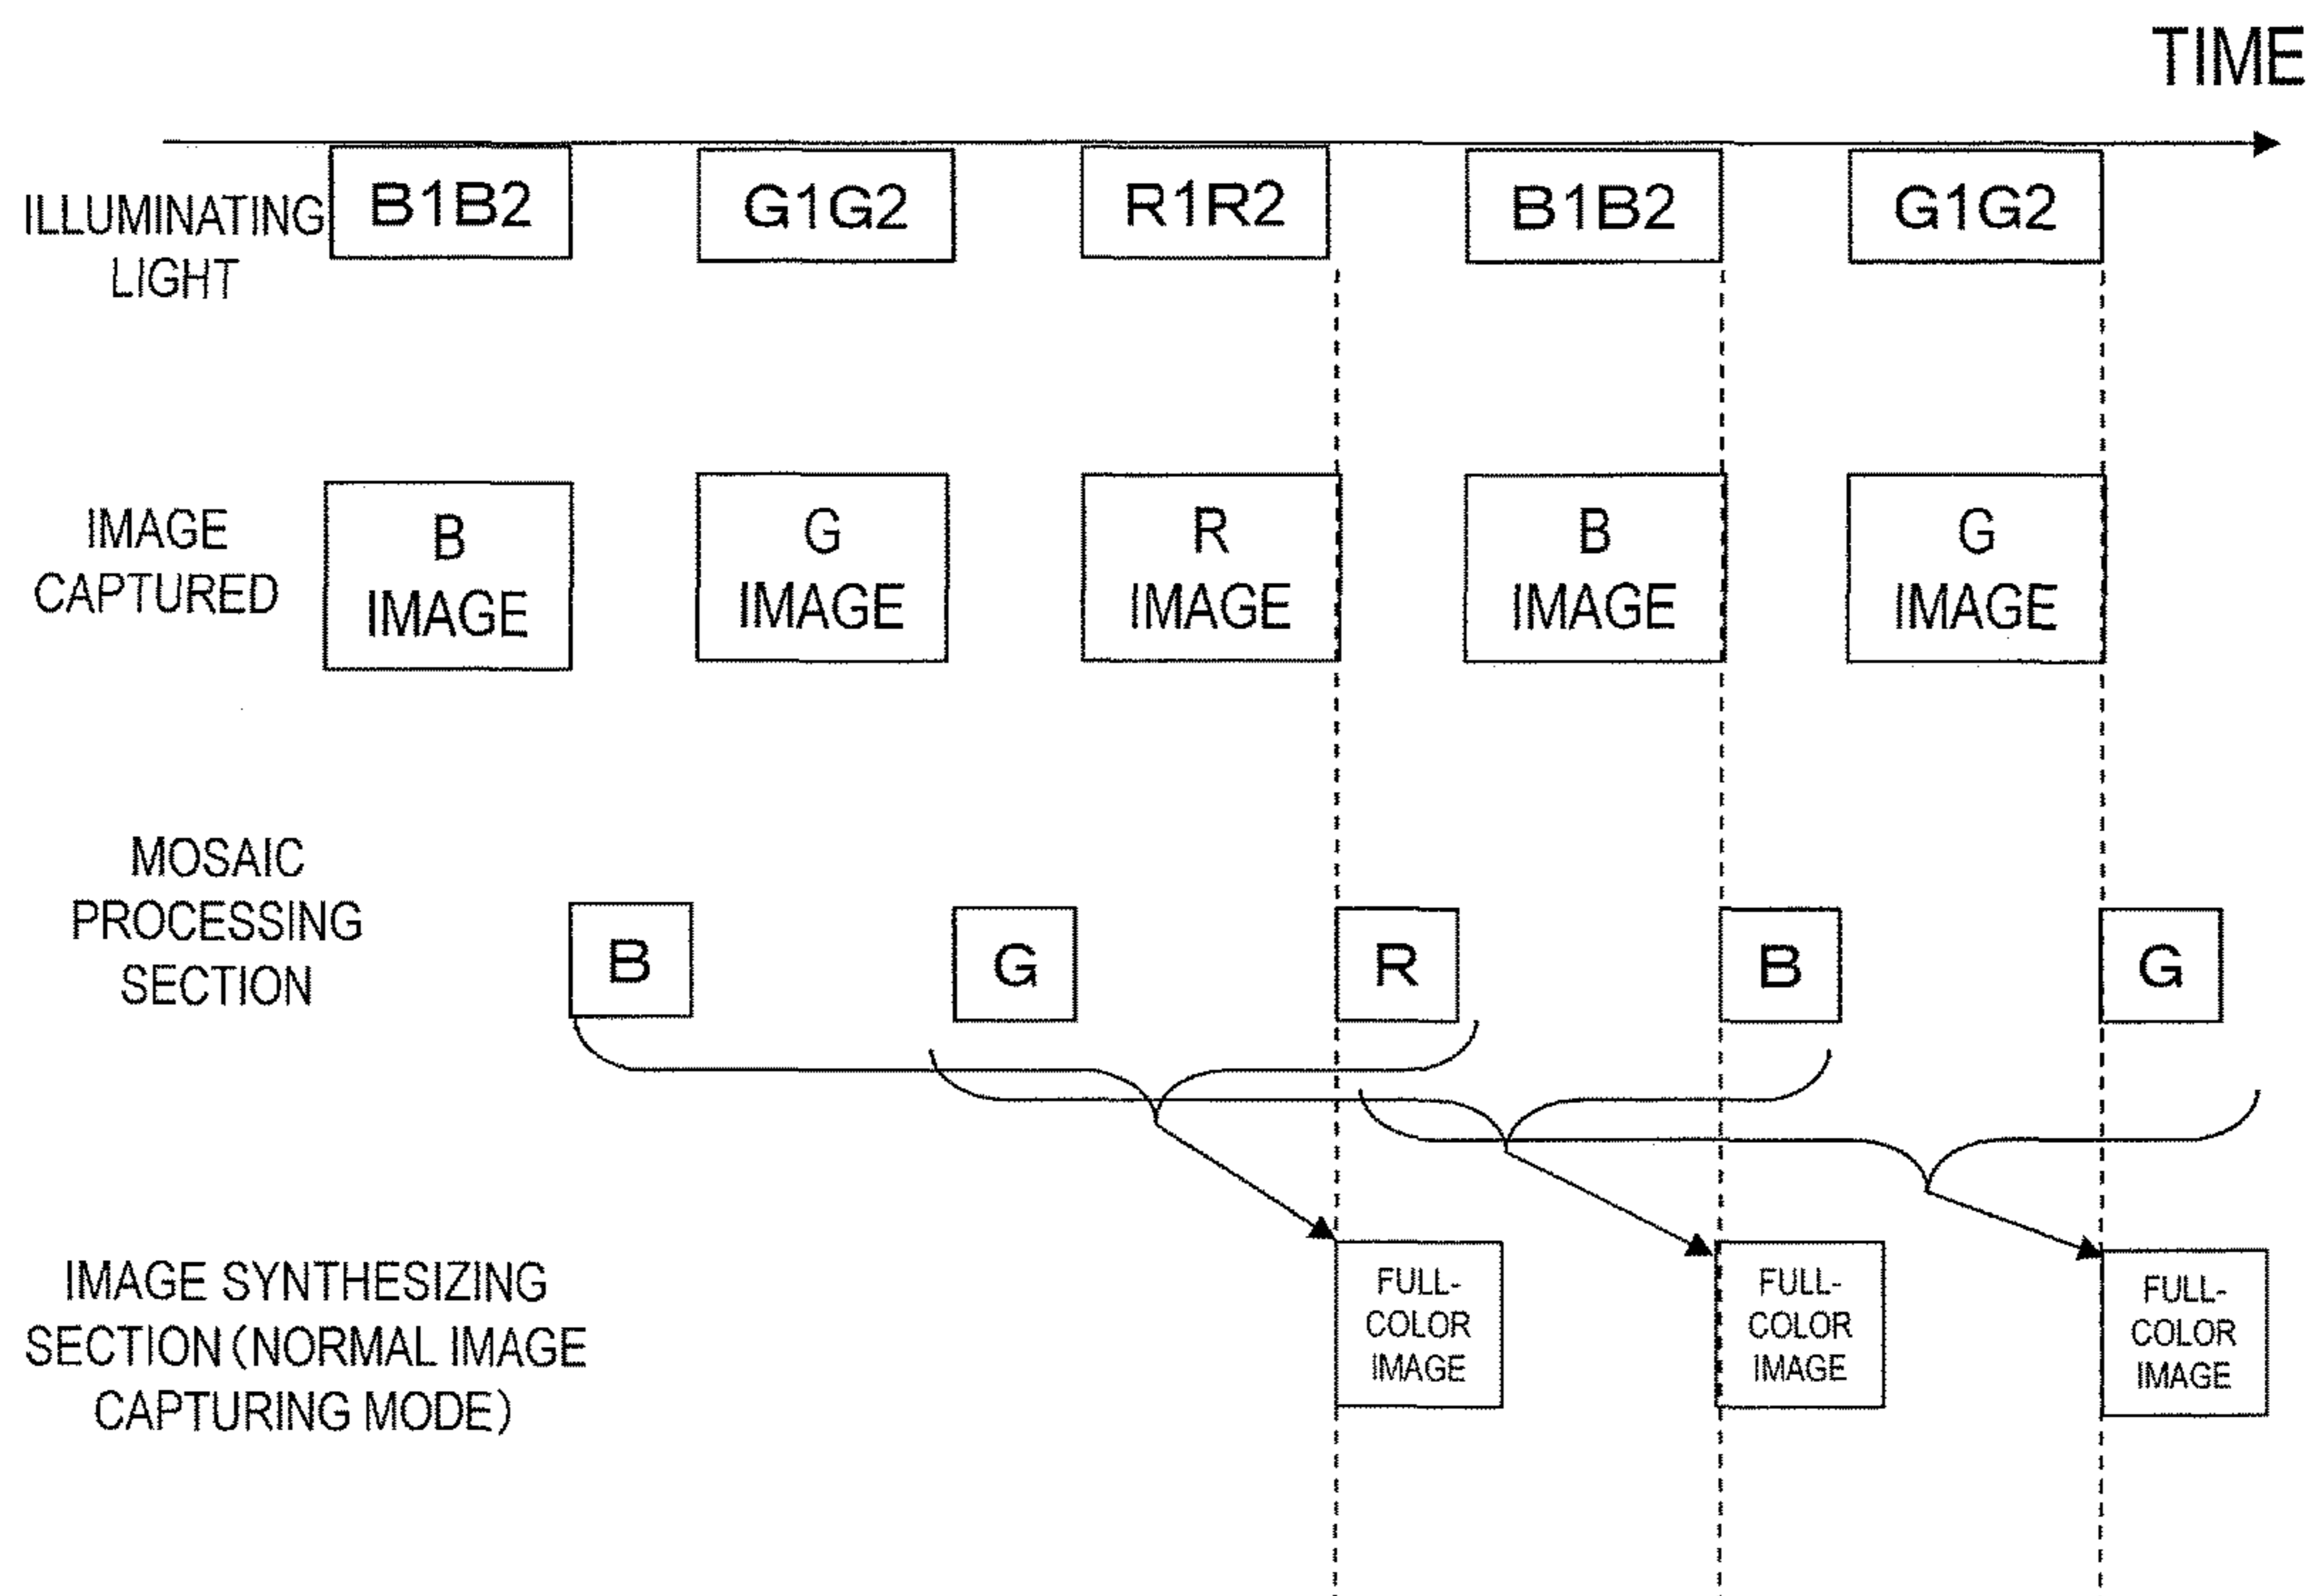 TIME
ILLUMINATING
LIGHT
B1B2
G1G2
R1R2
B1B2
G1G2
IMAGE
CAPTURED
B
IMAGE
G
IMAGE
R
IMAGE
B
IMAGE
G
IMAGE
MOSAIC
PROCESSING
SECTION
B
G
R
B
G
IMAGE SYNTHESIZING
SECTION (NORMAL IMAGE
CAPTURING MODE)
FULL-
COLOR
IMAGE
FULL-
COLOR
IMAGE
FULL-
COLOR
IMAGE